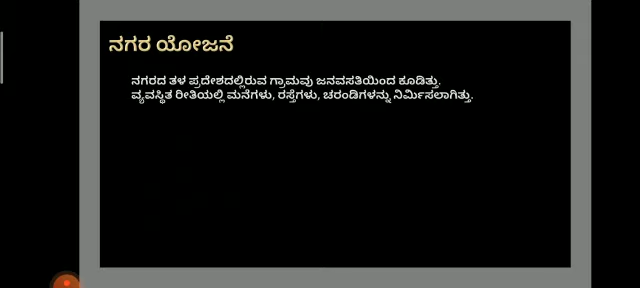 ನಗರ ಯೋಜನೆ
ನಗರದ ತಳ ಪ್ರದೇಶದಲ್ಲಿರುವ ಗ್ರಾಮವು ಜನವಸತಿಯಿಂದ ಕೂಡಿತ್ತು.
ವ್ಯವಸ್ಥಿತ ರೀತಿಯಲ್ಲಿ ಮನೆಗಳು, ರಸ್ತೆಗಳು, ಚರಂಡಿಗಳನ್ನು ನಿರ್ಮಿಸಲಾಗಿತ್ತು.